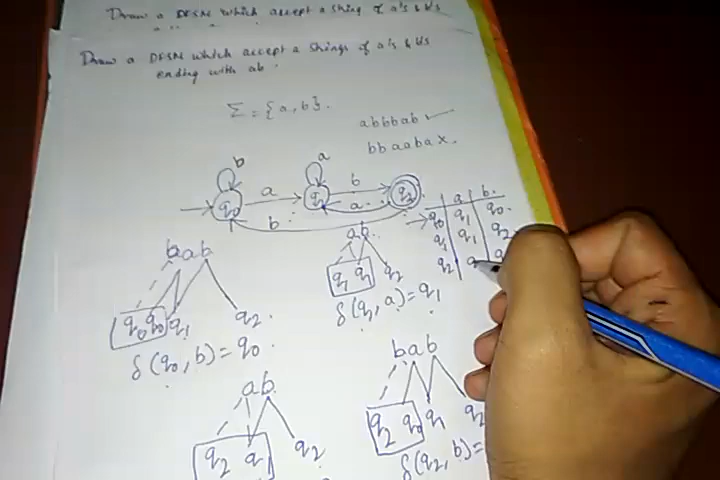 Draw a DFSM which accept a string of a's & b's
Draw a DFSM which accept a strings of a's & b's
ending with ab.
Σ = {a, b}.
abbbab ✓
bbaaba x.
b a
a b
q0 q1 q2
a
b
a b.
q0 q1 q0.
q1 q1 q2
q2
bab
q0 q0 q1 q2.
δ(q0, b) = q0.
ab.
q1 q1 q2
δ(q1, a) = q1
ab.
q2 q1 q2
bab
q2 q0 q1 q2
δ(q2, b) =